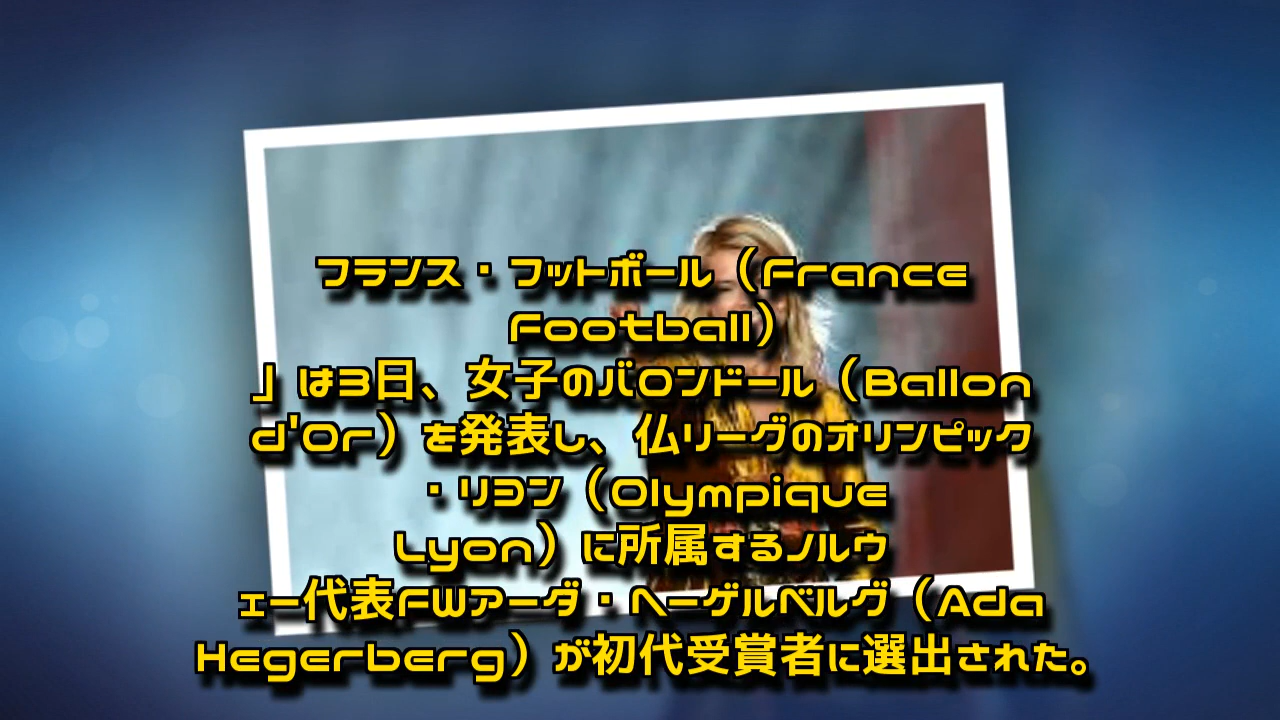 フランス・フットボール（France
Football）
」は3日、女子のバロンドール（Ballon
d'Or）を発表し、仏リーグのオリンピック
・リヨン（Olympique
Lyon）に所属するノルウ
ェー代表FWアーダ・ヘーゲルベルグ（Ada
Hegerberg）が初代受賞者に選出された。